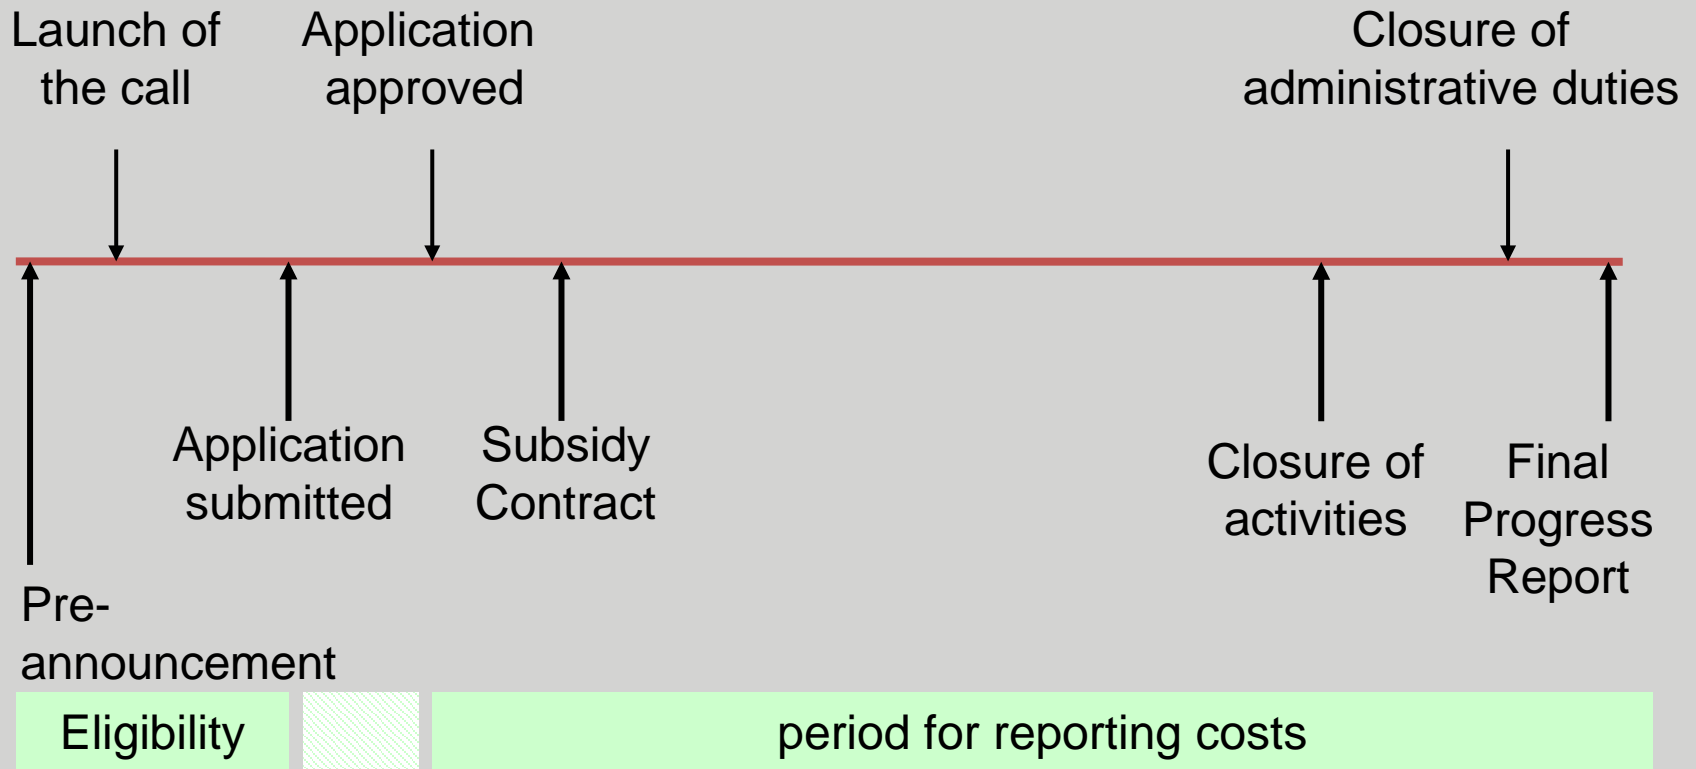 Launch of
the call
Application
approved
Closure of
administrative duties
Application
submitted
Subsidy
Contract
Closure of
activities
Final
Progress
Report
Pre-
announcement
Eligibility
period for reporting costs